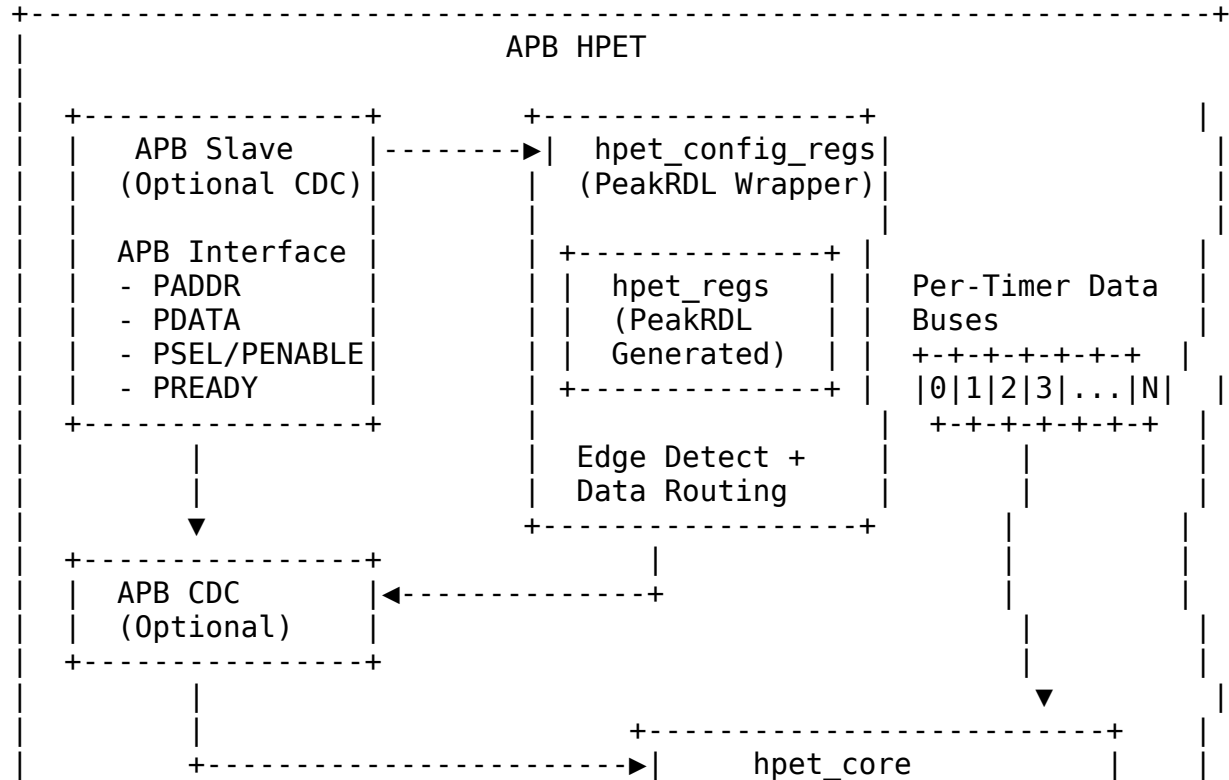 +-----------------------------------------------------------------------+
|                             APB HPET
|
|  +----------------+         +------------------+                    |
|  |   APB Slave    |--------►|  hpet_config_regs|                    |
|  |  (Optional CDC)|         |  (PeakRDL Wrapper)|                    |
|  |                |         |                    |                    |
|  |  APB Interface |         | +--------------+ |                    |
|  |  - PADDR       |         | |  hpet_regs   | |  Per-Timer Data  |
|  |  - PDATA       |         | |  (PeakRDL    | |  Buses            |
|  |  - PSEL/PENABLE|         | |  Generated)  | |  +-+-+-+-+-+-+  |
|  |  - PREADY      |         | +--------------+ |  |0|1|2|3|...|N|  |
|  +----------------+         |                    |  +-+-+-+-+-+-+  |
|         |                   |  Edge Detect +    |       |          |
|         |                   |  Data Routing     |       |          |
|         ▼                   +------------------+       |          |
|  +----------------+                |                    |          |
|  |  APB CDC       |◄--------------+                    |          |
|  |  (Optional)    |                                     |          |
|  +----------------+                                     |          |
|         |                                                ▼          |
|         |                         +--------------------------+    |
|         +------------------------►|     hpet_core            |    |